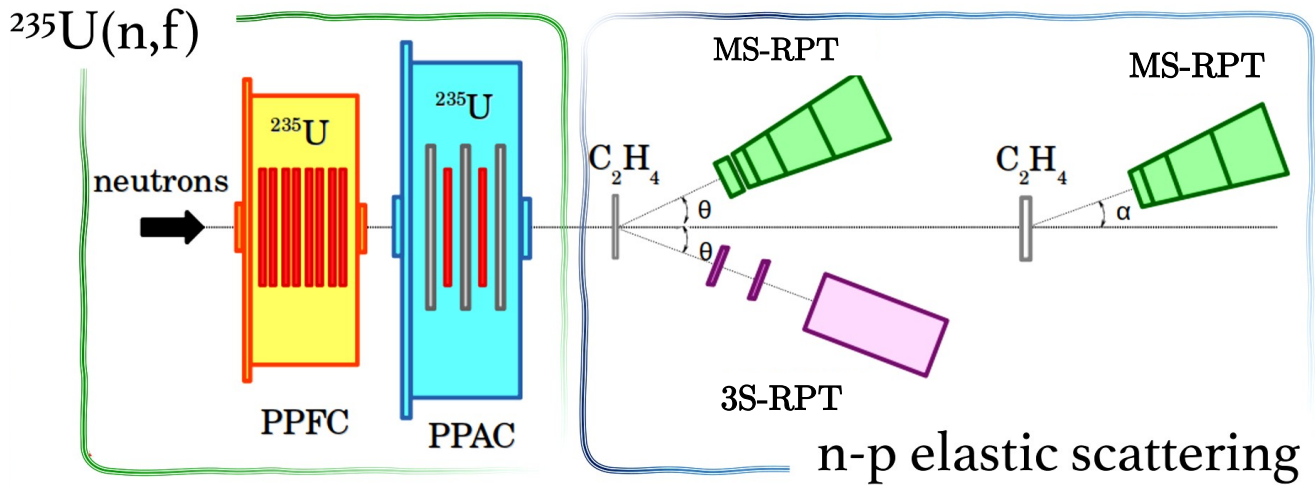 ²³⁵U(n,f)
neutrons
²³⁵U
PPFC
²³⁵U
PPAC
C₂H₄
MS-RPT
θ
θ
3S-RPT
C₂H₄
MS-RPT
α
n-p elastic scattering